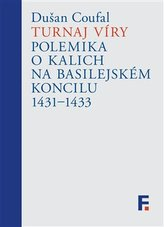 Dušan Coufal
TURNAJ VÍRY
POLEMIKA
O KALICH
NA BASILEJSKÉM
KONCILU
1431–1433
F